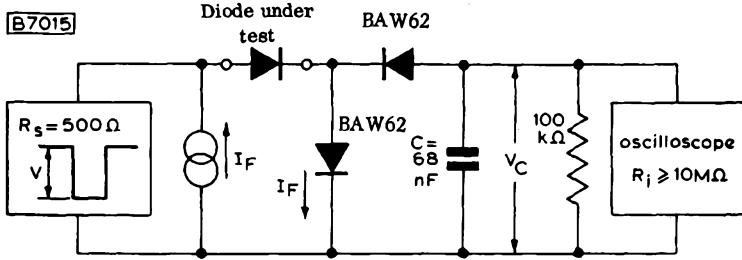 B7015
Diode under
test
BAW62
R_s = 500 Ω
V
I_F
BAW62
I_F
C =
68
nF
V_C
100
kΩ
oscilloscope
R_i ⩾ 10MΩ